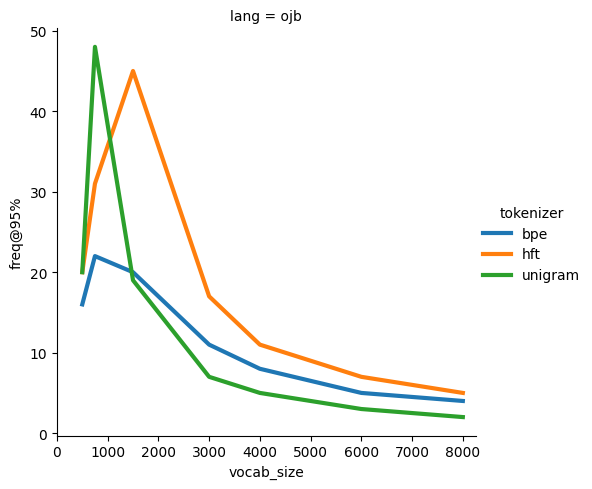 lang = ojb
50
40
30
20
10
0
freq@95%
0 1000 2000 3000 4000 5000 6000 7000 8000
vocab_size
tokenizer
bpe
hft
unigram